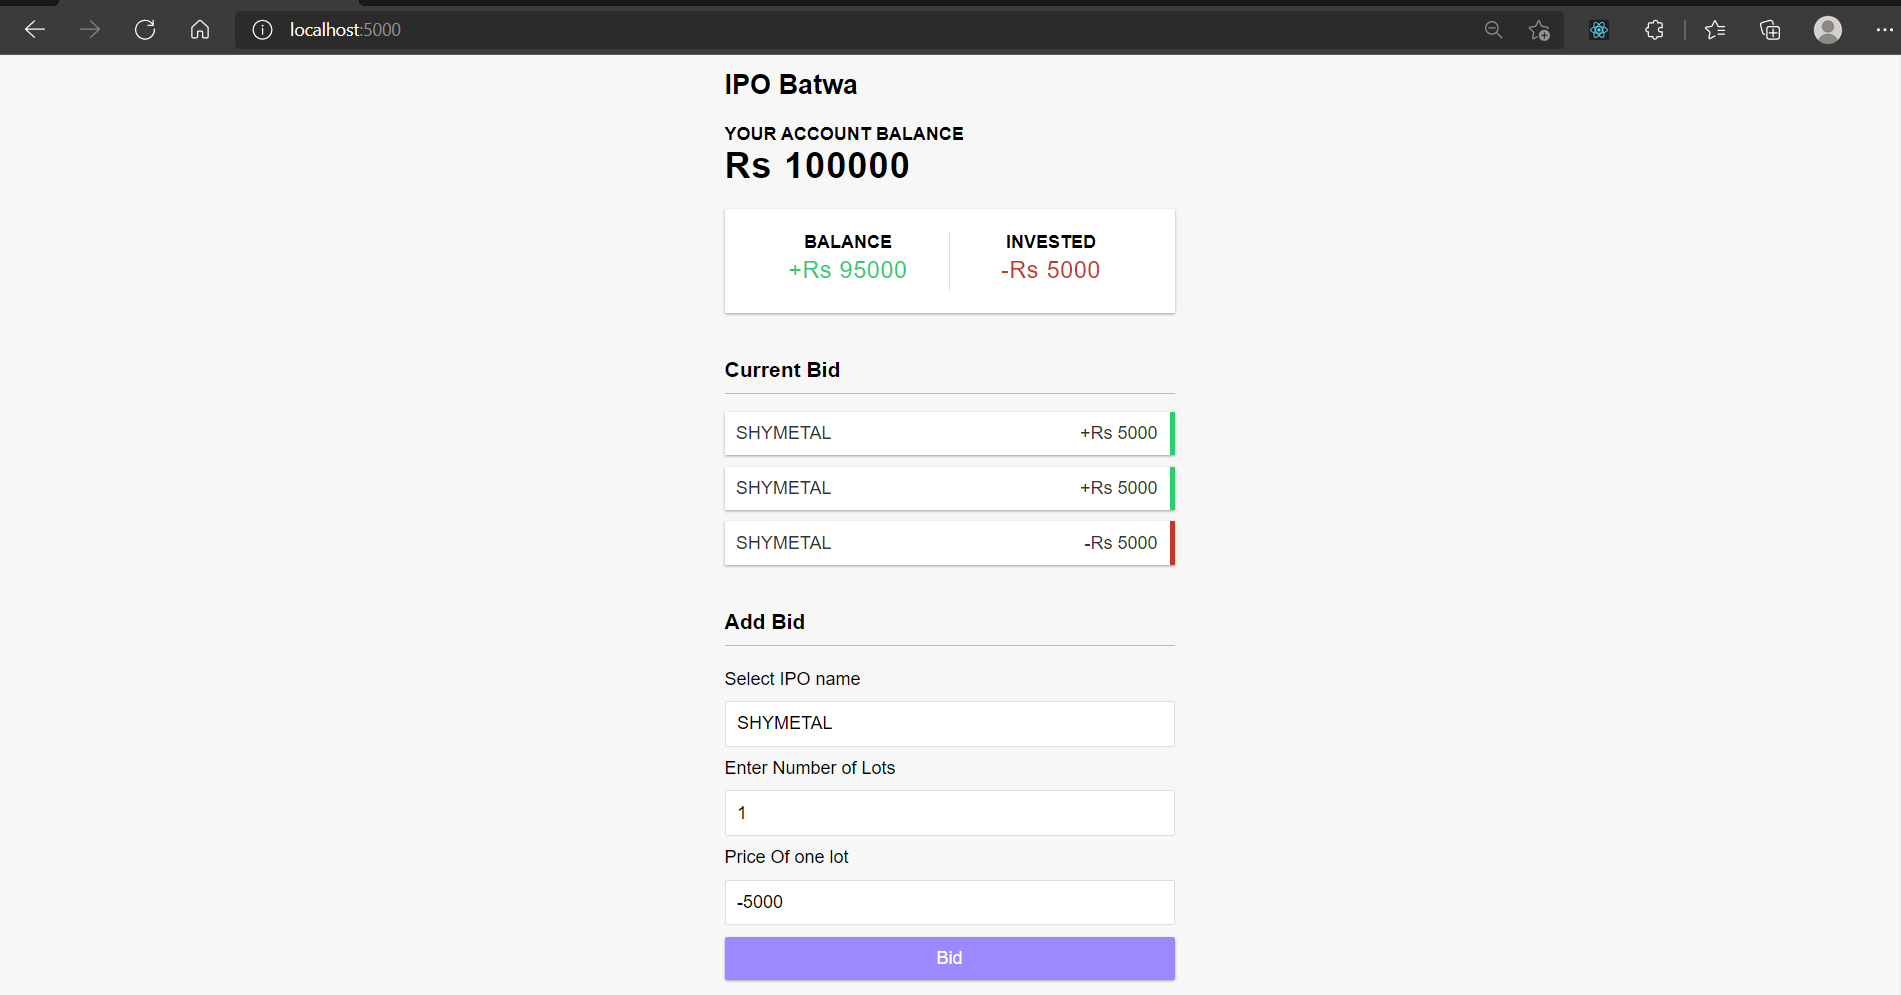 localhost:5000
IPO Batwa
YOUR ACCOUNT BALANCE
Rs 100000
BALANCE
+Rs 95000
INVESTED
-Rs 5000
Current Bid
SHYMETAL +Rs 5000
SHYMETAL +Rs 5000
SHYMETAL -Rs 5000
Add Bid
Select IPO name
SHYMETAL
Enter Number of Lots
1
Price Of one lot
-5000
Bid